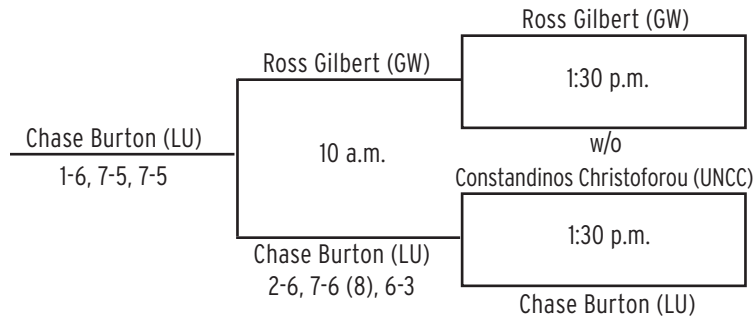 Ross Gilbert (GW)
1:30 p.m.
w/o
Ross Gilbert (GW)
10 a.m.
Chase Burton (LU)
1-6, 7-5, 7-5
Constandinos Christoforou (UNCC)
1:30 p.m.
Chase Burton (LU)
2-6, 7-6 (8), 6-3
Chase Burton (LU)